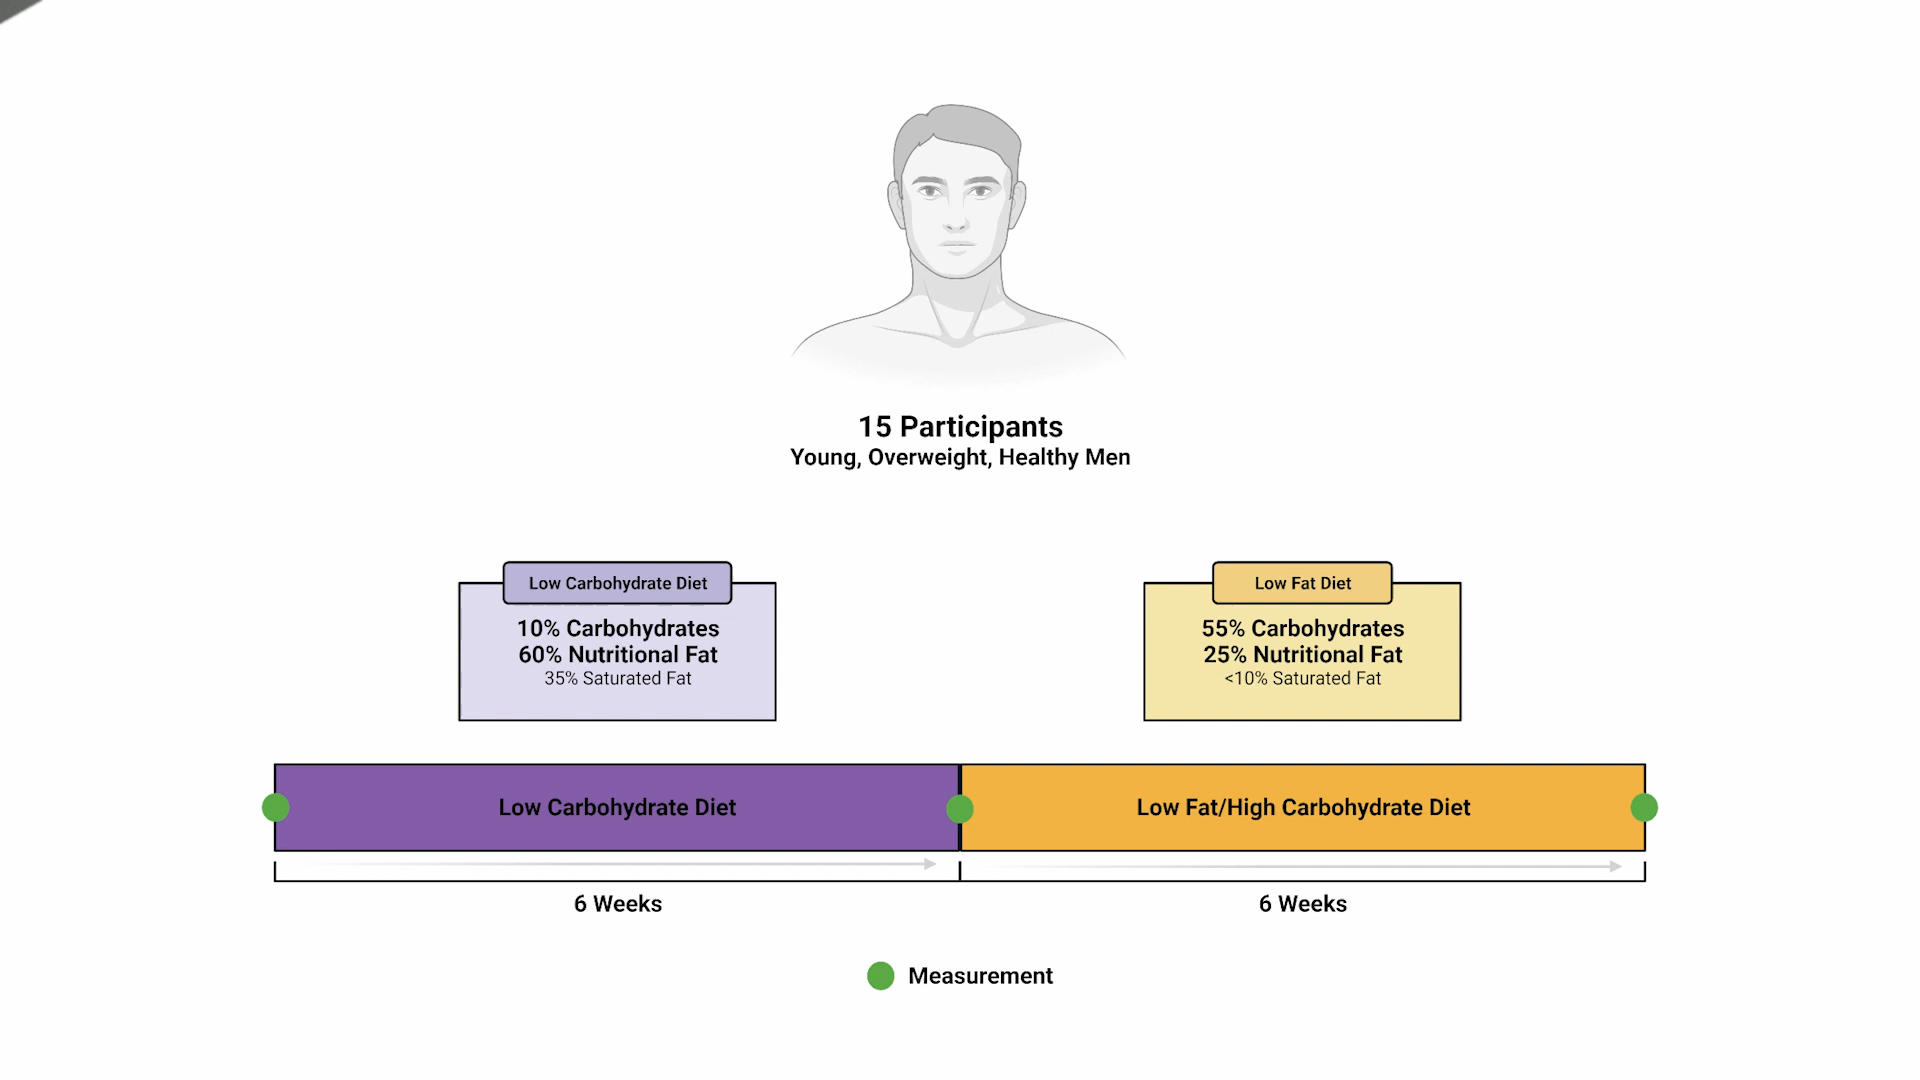 15 Participants
Young, Overweight, Healthy Men
Low Carbohydrate Diet
10% Carbohydrates
60% Nutritional Fat
35% Saturated Fat
Low Fat Diet
55% Carbohydrates
25% Nutritional Fat
<10% Saturated Fat
Low Carbohydrate Diet
Low Fat/High Carbohydrate Diet
6 Weeks
6 Weeks
Measurement